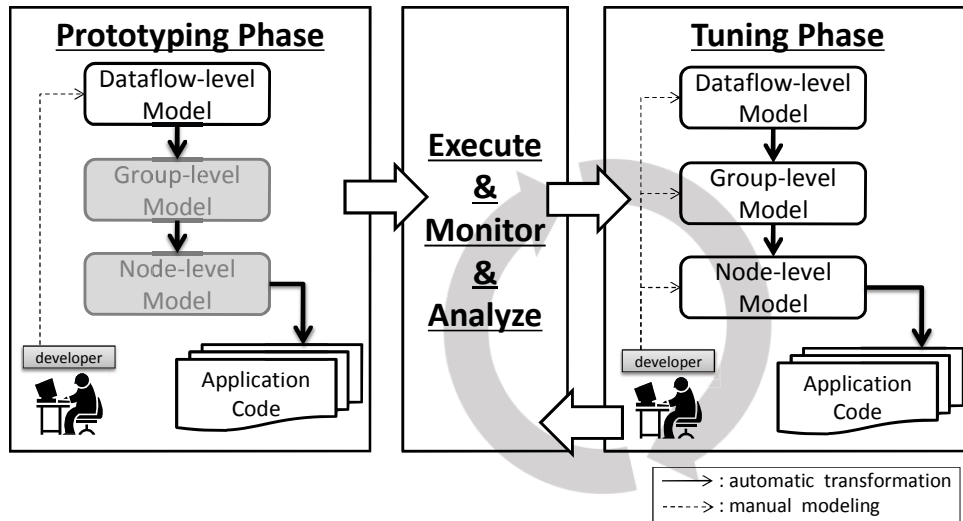 Prototyping Phase
Dataflow-level
Model
Group-level
Model
Node-level
Model
developer
Application
Code
Execute
&
Monitor
&
Analyze
Tuning Phase
Dataflow-level
Model
Group-level
Model
Node-level
Model
developer
Application
Code
: automatic transformation
: manual modeling